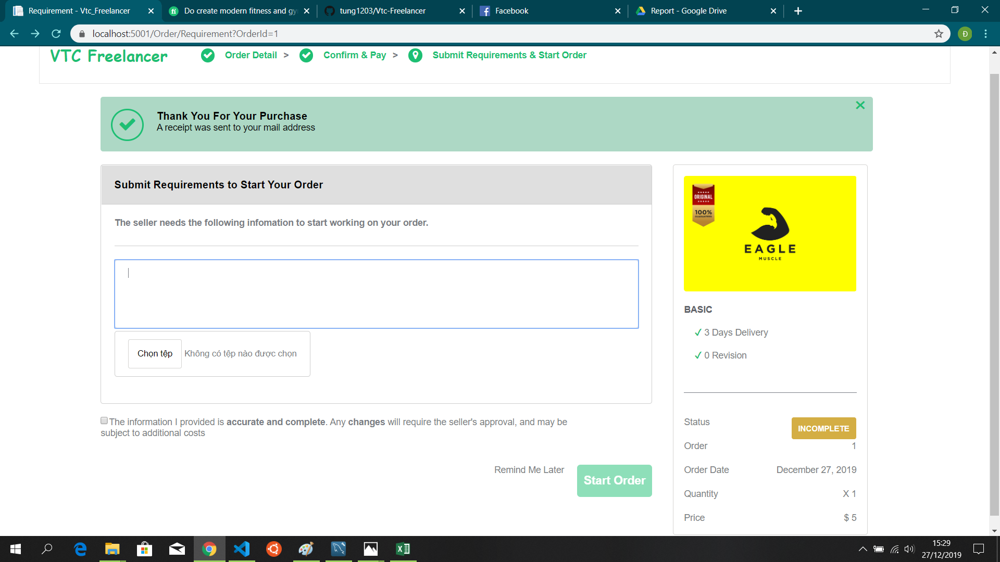 Requirement - Vtc_Freelancer
Do create modern fitness and gy
tung1203/Vtc-Freelancer
Facebook
Report - Google Drive
localhost:5001/Order/Requirement?OrderId=1
Đ
VTC Freelancer
Order Detail >
Confirm & Pay >
Submit Requirements & Start Order
Thank You For Your Purchase
A receipt was sent to your mail address
Submit Requirements to Start Your Order
The seller needs the following infomation to start working on your order.
Chọn tệp Không có tệp nào được chọn
The information I provided is accurate and complete. Any changes will require the seller's approval, and may be
subject to additional costs
Remind Me Later
Start Order
ORIGINAL
100%
GUARANTEED
EAGLE
MUSCLE
BASIC
3 Days Delivery
0 Revision
Status INCOMPLETE
Order 1
Order Date December 27, 2019
Quantity X 1
Price $ 5
15:29
27/12/2019